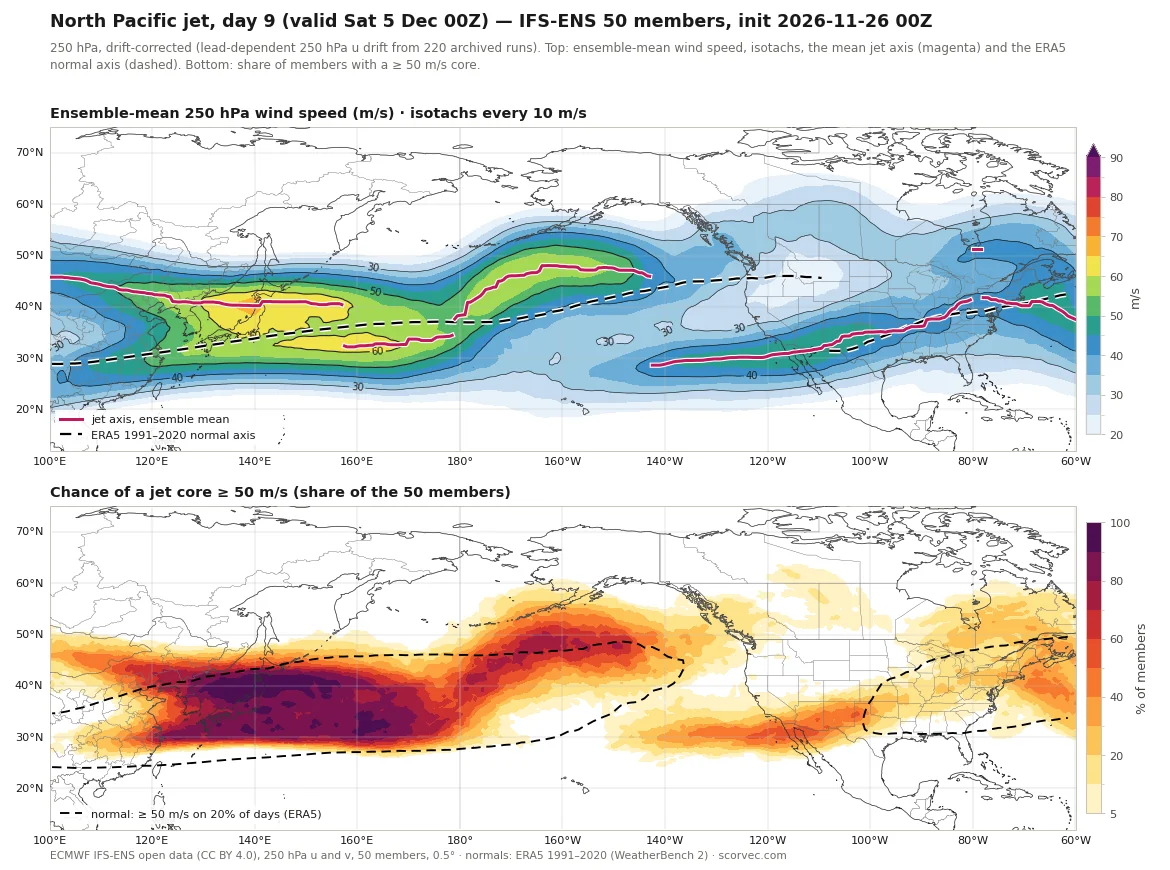 North Pacific jet, day 9 (valid Sat 5 Dec 00Z) — IFS-ENS 50 members, init 2026-11-26 00Z
250 hPa, drift-corrected (lead-dependent 250 hPa u drift from 220 archived runs). Top: ensemble-mean wind speed, isotachs, the mean jet axis (magenta) and the ERA5
normal axis (dashed). Bottom: share of members with a ≥ 50 m/s core.
Ensemble-mean 250 hPa wind speed (m/s) · isotachs every 10 m/s
70°N
60°N
50°N
40°N
30°N
20°N
30
50
30
60
40
30
30
30
30
40
jet axis, ensemble mean
ERA5 1991–2020 normal axis
100°E 120°E 140°E 160°E 180° 160°W 140°W 120°W 100°W 80°W 60°W
90
80
70
60
50
40
30
20
m/s
Chance of a jet core ≥ 50 m/s (share of the 50 members)
70°N
60°N
50°N
40°N
30°N
20°N
normal: ≥ 50 m/s on 20% of days (ERA5)
100°E 120°E 140°E 160°E 180° 160°W 140°W 120°W 100°W 80°W 60°W
100
80
60
40
20
5
% of members
ECMWF IFS-ENS open data (CC BY 4.0), 250 hPa u and v, 50 members, 0.5° · normals: ERA5 1991–2020 (WeatherBench 2) · scorvec.com